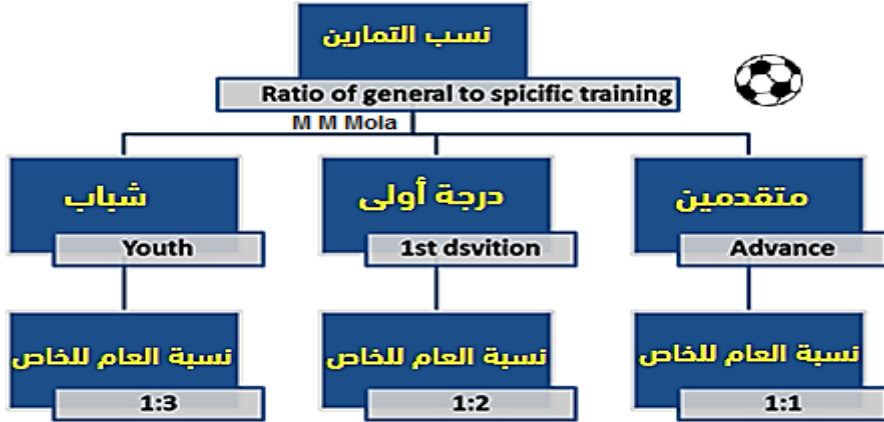 نسب التمارين
Ratio of general to spicific training
M M Mola
شباب
Youth
درجة أولى
1st dsvition
متقدمين
Advance
نسبة العام للخاص
1:3
نسبة العام للخاص
1:2
نسبة العام للخاص
1:1